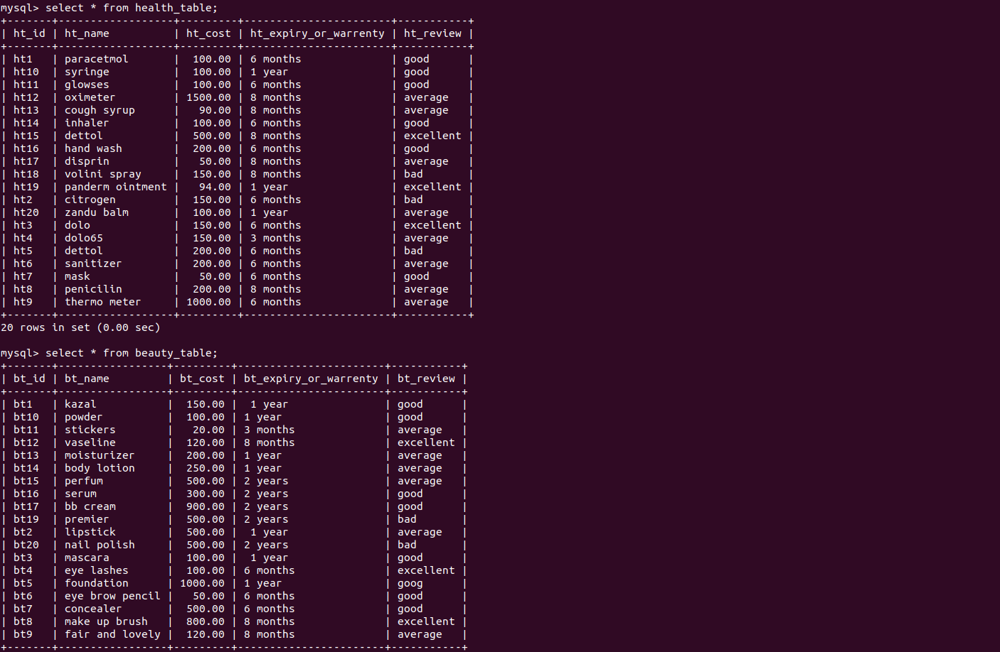 mysql> select * from health_table;
+-------+------------------+---------+-----------------------+-----------+
| ht_id | ht_name          | ht_cost | ht_expiry_or_warrenty | ht_review |
+-------+------------------+---------+-----------------------+-----------+
| ht1   | paracetmol       |  100.00 | 6 months              | good      |
| ht10  | syringe          |  100.00 | 1 year                | good      |
| ht11  | glowses          |  100.00 | 6 months              | good      |
| ht12  | oximeter         | 1500.00 | 8 months              | average   |
| ht13  | cough syrup      |   90.00 | 8 months              | average   |
| ht14  | inhaler          |  100.00 | 6 months              | good      |
| ht15  | dettol           |  500.00 | 8 months              | excellent |
| ht16  | hand wash        |  200.00 | 6 months              | good      |
| ht17  | disprin          |   50.00 | 8 months              | average   |
| ht18  | volini spray     |  150.00 | 8 months              | bad       |
| ht19  | panderm ointment |   94.00 | 1 year                | excellent |
| ht2   | citrogen         |  150.00 | 6 months              | bad       |
| ht20  | zandu balm       |  100.00 | 1 year                | average   |
| ht3   | dolo             |  150.00 | 6 months              | excellent |
| ht4   | dolo65           |  150.00 | 3 months              | average   |
| ht5   | dettol           |  200.00 | 6 months              | bad       |
| ht6   | sanitizer        |  200.00 | 6 months              | average   |
| ht7   | mask             |   50.00 | 6 months              | good      |
| ht8   | penicilin        |  200.00 | 8 months              | average   |
| ht9   | thermo meter     | 1000.00 | 6 months              | average   |
+-------+------------------+---------+-----------------------+-----------+
20 rows in set (0.00 sec)

mysql> select * from beauty_table;
+-------+-----------------+---------+-----------------------+-----------+
| bt_id | bt_name         | bt_cost | bt_expiry_or_warrenty | bt_review |
+-------+-----------------+---------+-----------------------+-----------+
| bt1   | kazal           |  150.00 |  1 year               | good      |
| bt10  | powder          |  100.00 | 1 year                | good      |
| bt11  | stickers        |   20.00 | 3 months              | average   |
| bt12  | vaseline        |  120.00 | 8 months              | excellent |
| bt13  | moisturizer     |  200.00 | 1 year                | average   |
| bt14  | body lotion     |  250.00 | 1 year                | average   |
| bt15  | perfum          |  500.00 | 2 years               | average   |
| bt16  | serum           |  300.00 | 2 years               | good      |
| bt17  | bb cream        |  900.00 | 2 years               | good      |
| bt19  | premier         |  500.00 | 2 years               | bad       |
| bt2   | lipstick        |  500.00 |  1 year               | average   |
| bt20  | nail polish     |  500.00 | 2 years               | bad       |
| bt3   | mascara         |  100.00 |  1 year               | good      |
| bt4   | eye lashes      |  100.00 | 6 months              | excellent |
| bt5   | foundation      | 1000.00 | 1 year                | goog      |
| bt6   | eye brow pencil |   50.00 | 6 months              | good      |
| bt7   | concealer       |  500.00 | 6 months              | good      |
| bt8   | make up brush   |  800.00 | 8 months              | excellent |
| bt9   | fair and lovely |  120.00 | 8 months              | average   |
+-------+-----------------+---------+-----------------------+-----------+